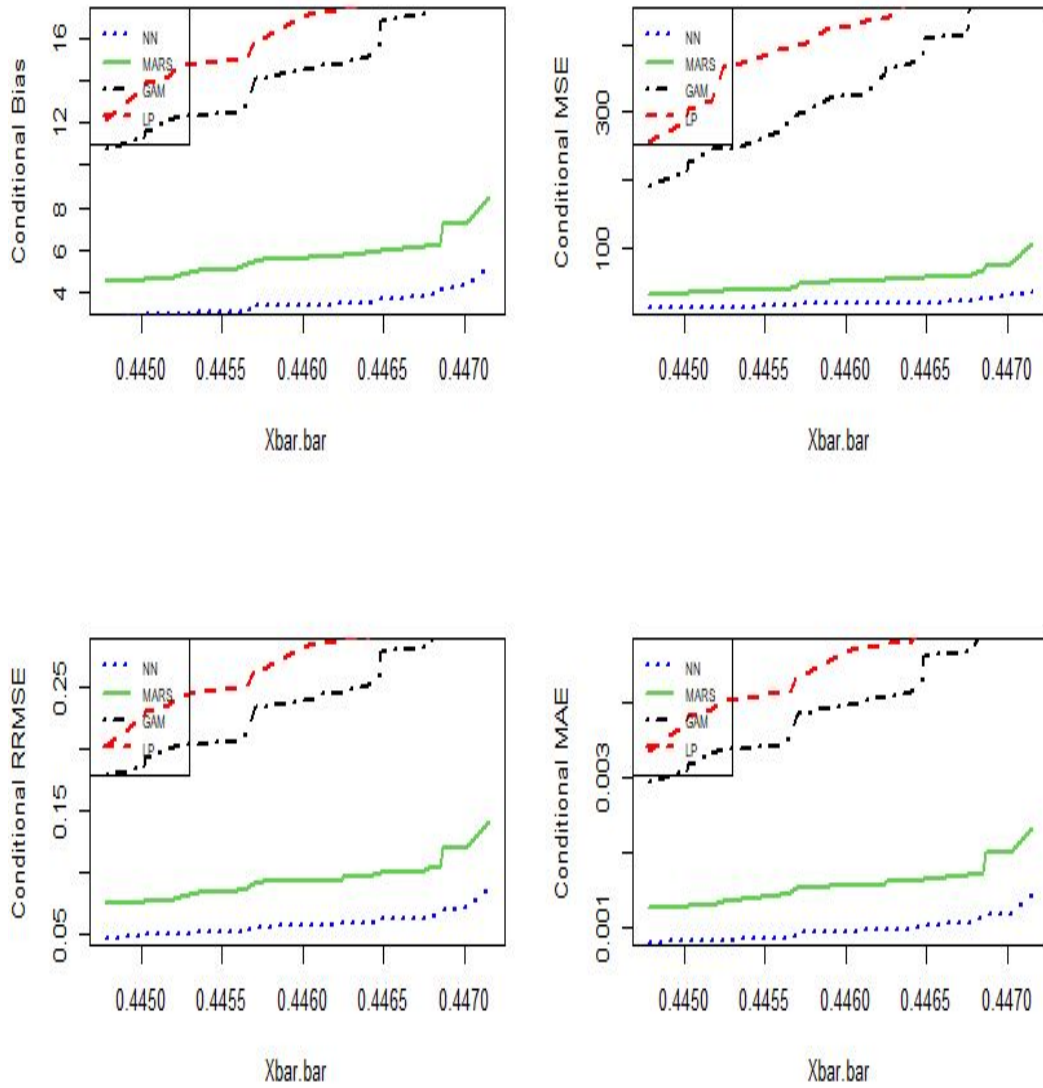 Conditional Bias
16
12
8
6
4
NN
MARS
GAM
LP
0.4450 0.4455 0.4460 0.4465 0.4470
Xbar.bar
Conditional MSE
300
100
NN
MARS
GAM
LP
0.4450 0.4455 0.4460 0.4465 0.4470
Xbar.bar
Conditional RRMSE
0.25
0.15
0.05
NN
MARS
GAM
LP
0.4450 0.4455 0.4460 0.4465 0.4470
Xbar.bar
Conditional MAE
0.003
0.001
NN
MARS
GAM
LP
0.4450 0.4455 0.4460 0.4465 0.4470
Xbar.bar